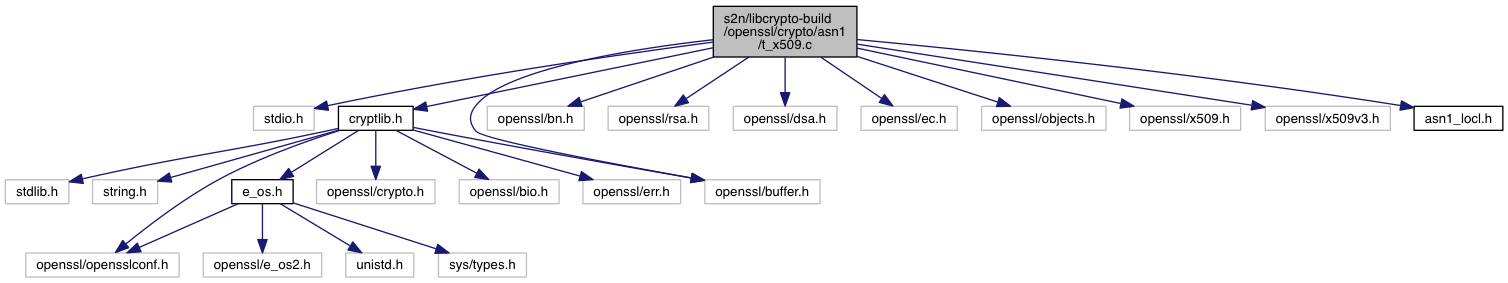 s2n/libcrypto-build
/openssl/crypto/asn1
/t_x509.c
stdio.h
cryptlib.h
openssl/bn.h
openssl/rsa.h
openssl/dsa.h
openssl/ec.h
openssl/objects.h
openssl/x509.h
openssl/x509v3.h
asn1_locl.h
stdlib.h
string.h
e_os.h
openssl/crypto.h
openssl/bio.h
openssl/err.h
openssl/buffer.h
openssl/opensslconf.h
openssl/e_os2.h
unistd.h
sys/types.h